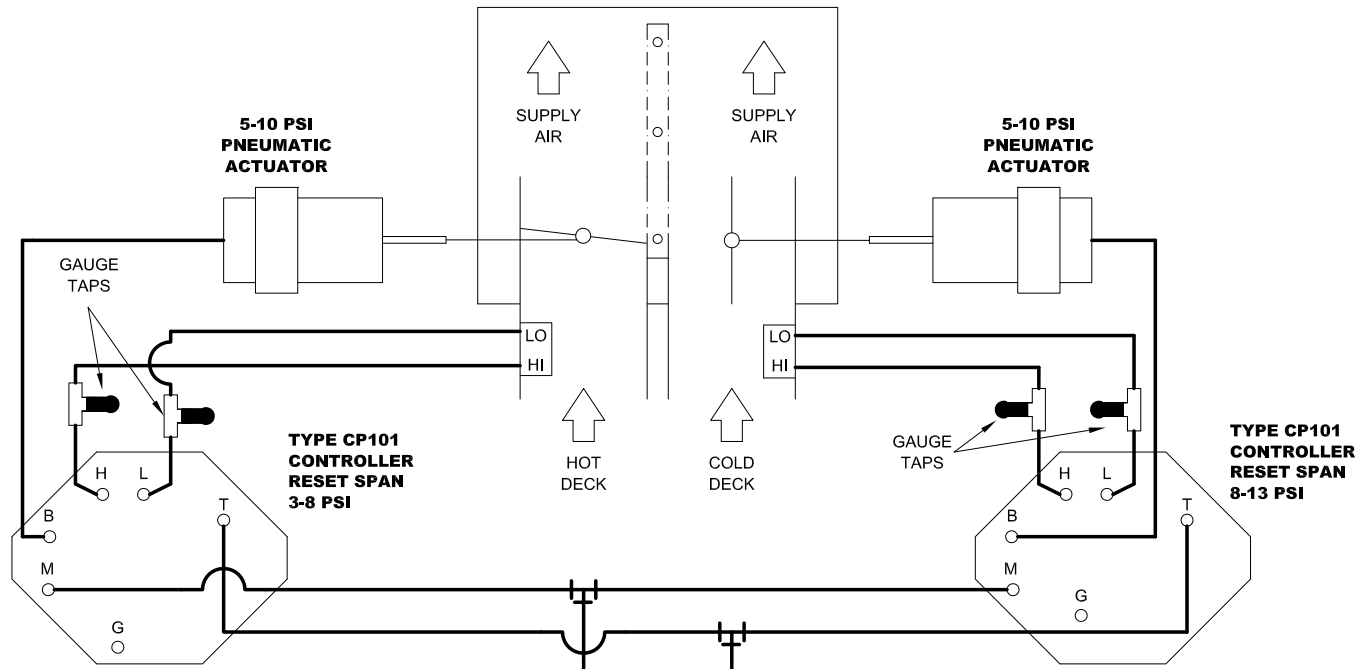 SUPPLY
AIR
SUPPLY
AIR
5-10 PSI
PNEUMATIC
ACTUATOR
5-10 PSI
PNEUMATIC
ACTUATOR
GAUGE
TAPS
LO
HI
LO
HI
TYPE CP101
CONTROLLER
RESET SPAN
3-8 PSI
HOT
DECK
COLD
DECK
GAUGE
TAPS
TYPE CP101
CONTROLLER
RESET SPAN
8-13 PSI
H
L
T
B
M
G
H
L
T
B
M
G